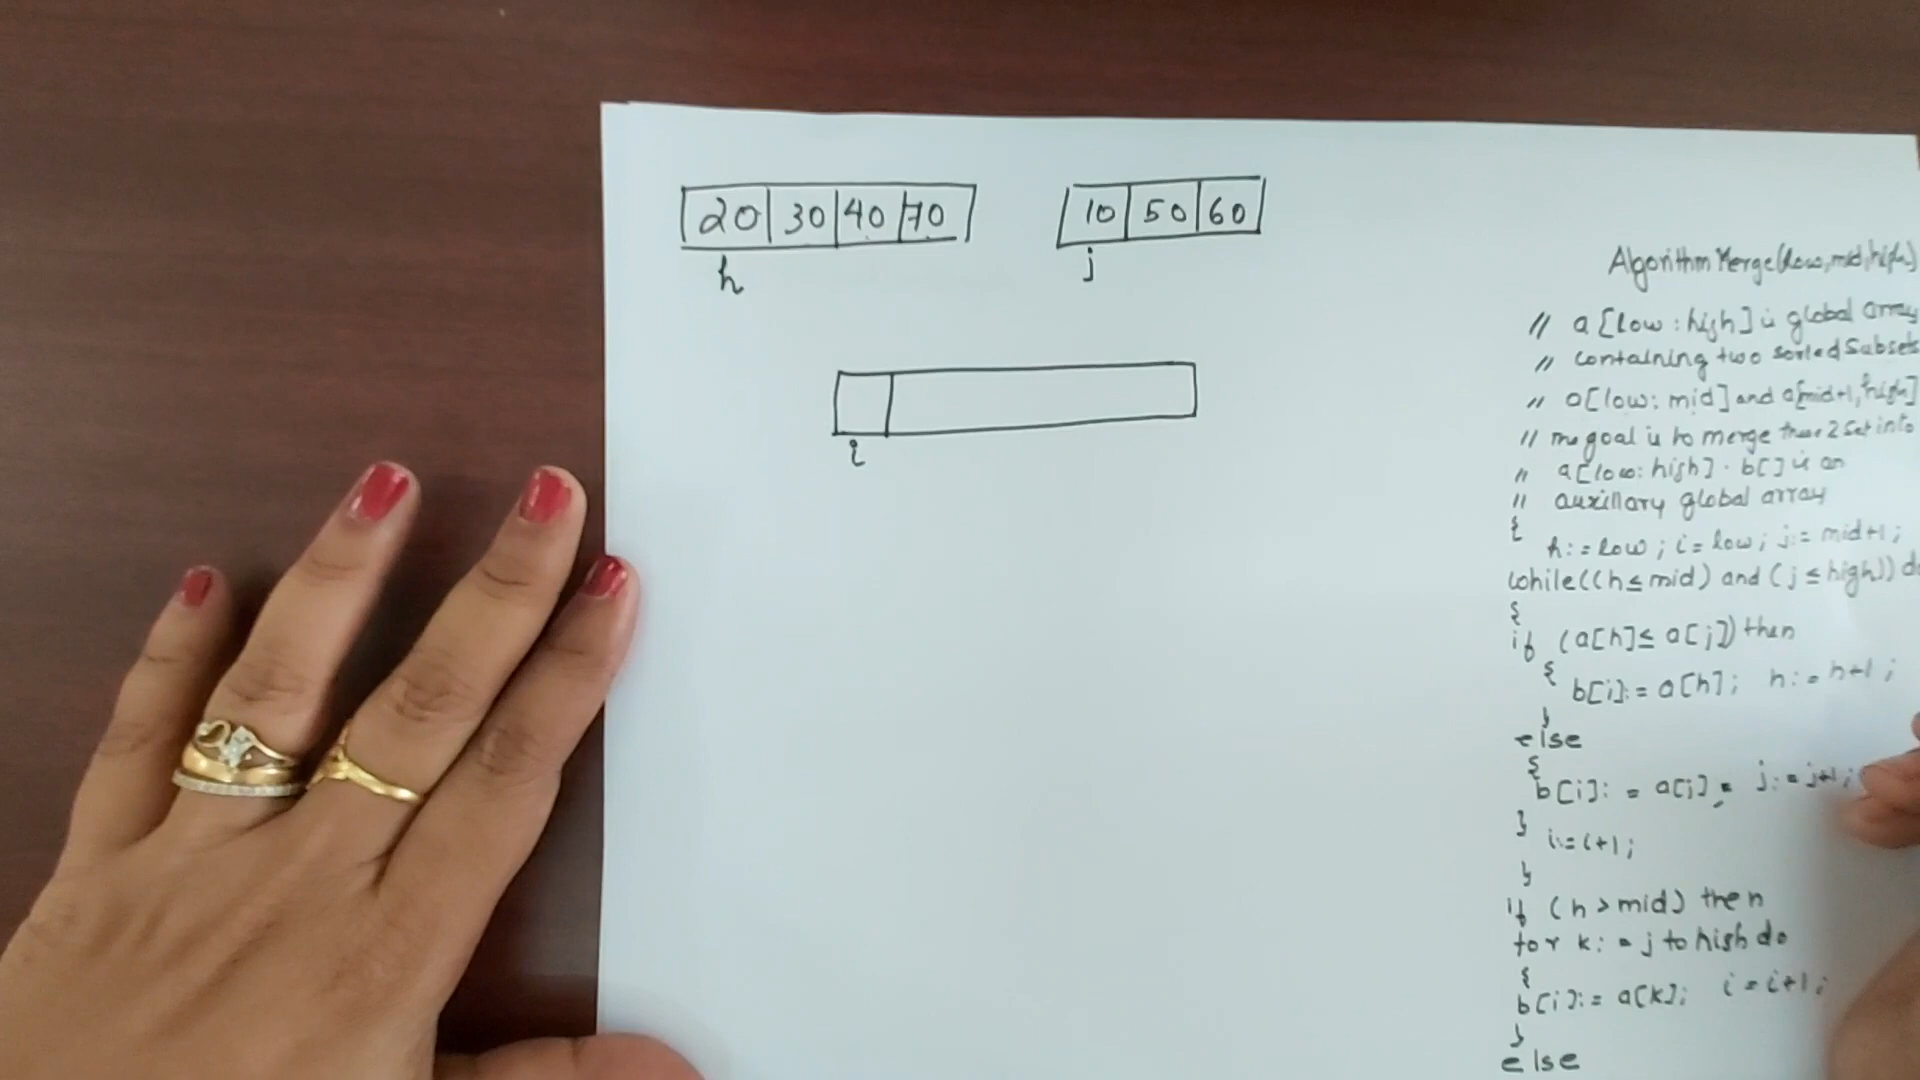 20 30 40 70 10 50 60
h j
i
Algorithm Merge(low,mid,high)
// a[low:high] is global array
// containing two sorted Subsets
// a[low:mid] and a[mid+1,high]
// the goal is to merge these 2 set into
// a[low:high]. b[] is an
// auxillary global array
{
h:=low; i=low; j:=mid+1;
while((h≤mid) and (j≤high)) do
{
if (a[h]≤a[j]) then
{
b[i]:=a[h]; h:=h+1;
}
else
{
b[i]:=a[j]; j:=j+1;
}
i:=i+1;
}
if (h>mid) then
for k:=j to high do
{
b[i]:=a[k]; i=i+1;
}
else